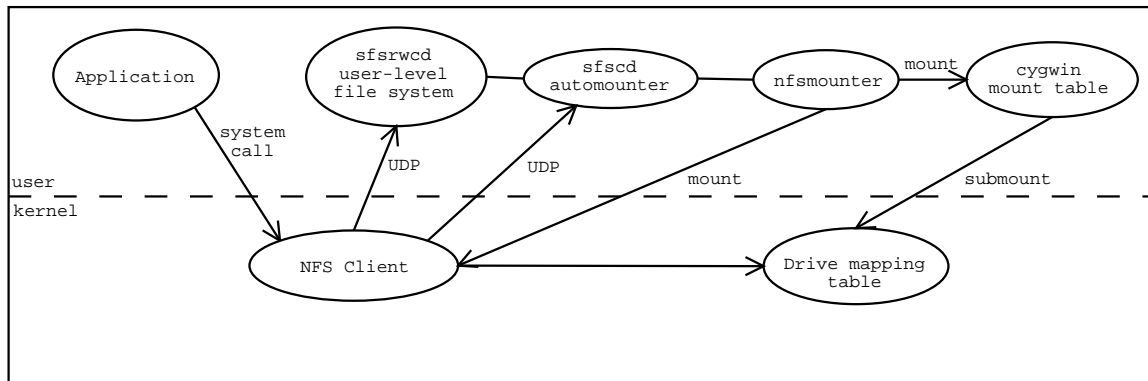 Application
sfsrwcd
user-level
file system
sfscd
automounter
nfsmounter
mount
cygwin
mount table
system
call
UDP
UDP
mount
submount
user
kernel
NFS Client
Drive mapping
table